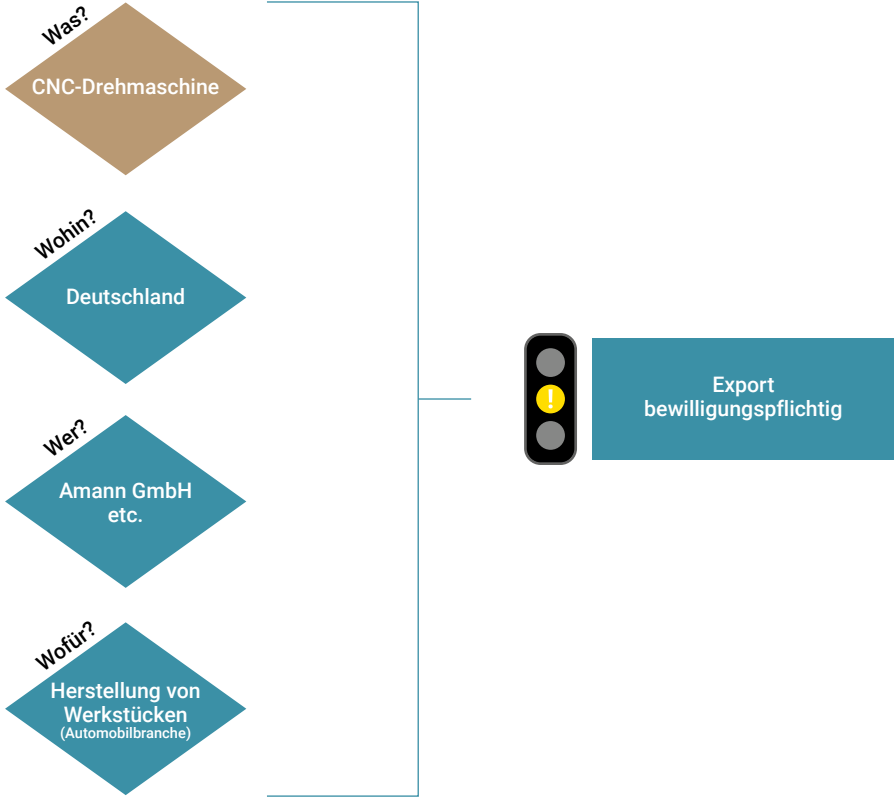 Was?
CNC-Drehmaschine
Wohin?
Deutschland
Wer?
Amann GmbH
etc.
Wofür?
Herstellung von
Werkstücken
(Automobilbranche)
!
Export
bewilligungspflichtig